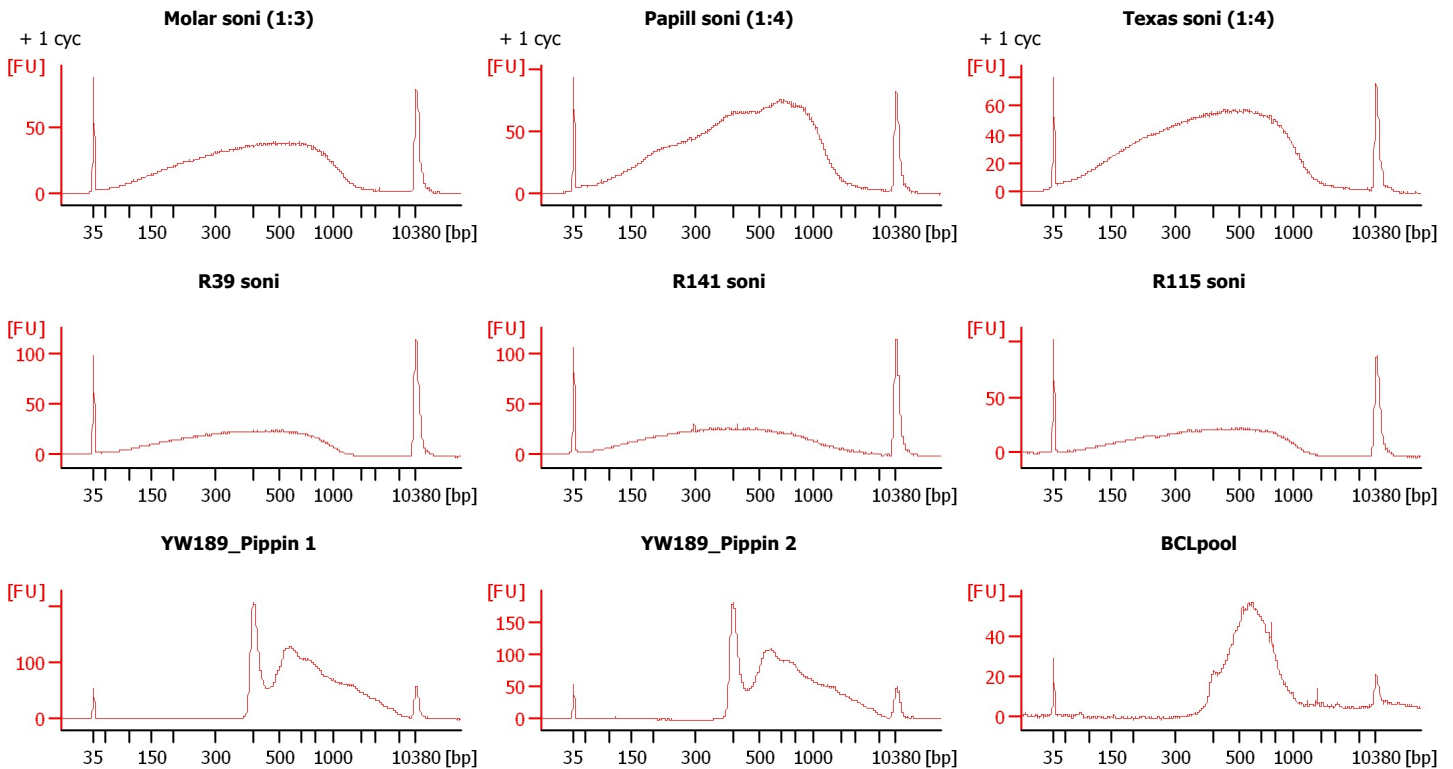 Molar soni (1:3) Papill soni (1:4) Texas soni (1:4)
+ 1 cyc + 1 cyc + 1 cyc
[FU] [FU] [FU]
50
0
35 150 300 500 1000 10380 [bp]
50
0
35 150 300 500 1000 10380 [bp]
60
40
20
0
35 150 300 500 1000 10380 [bp]
R39 soni R141 soni R115 soni
[FU] [FU] [FU]
100
50
0
35 150 300 500 1000 10380 [bp]
100
50
0
35 150 300 500 1000 10380 [bp]
50
0
35 150 300 500 1000 10380 [bp]
YW189_Pippin 1 YW189_Pippin 2 BCLpool
[FU] [FU] [FU]
100
0
35 150 300 500 1000 10380 [bp]
150
100
50
0
35 150 300 500 1000 10380 [bp]
40
20
0
35 150 300 500 1000 10380 [bp]